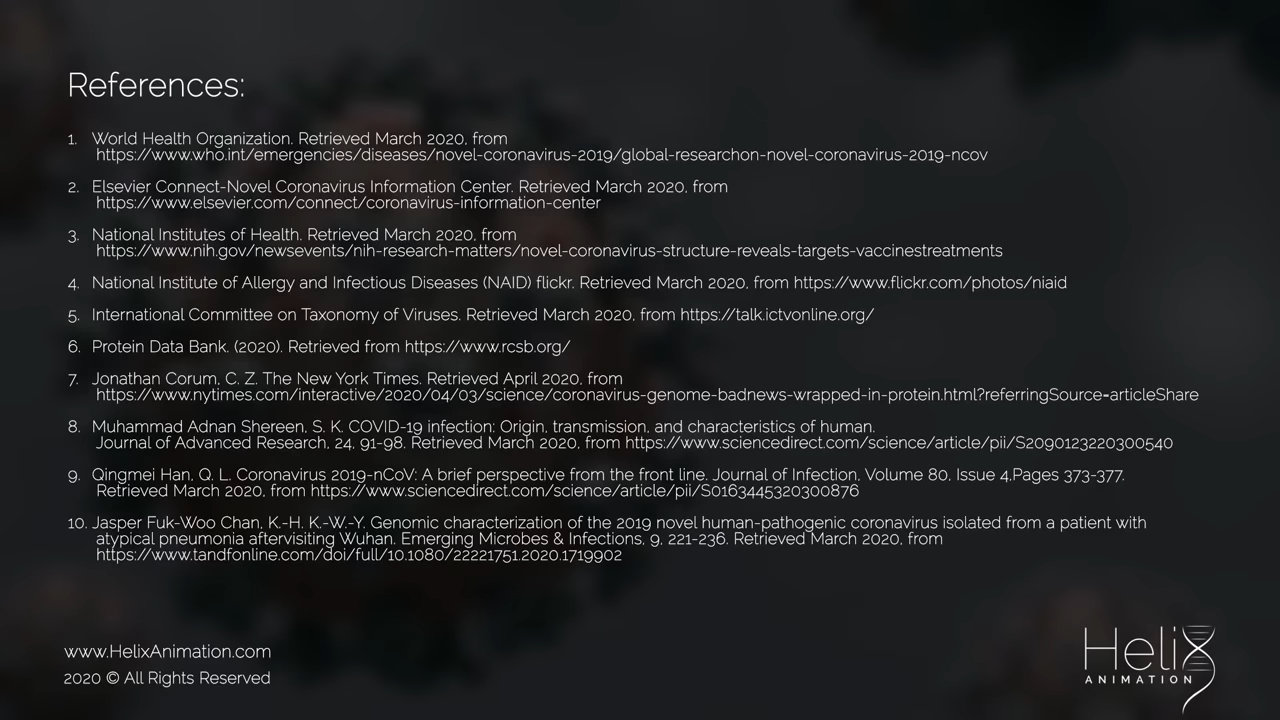 References:
1. World Health Organization. Retrieved March 2020, from
https://www.who.int/emergencies/diseases/novel-coronavirus-2019/global-researchon-novel-coronavirus-2019-ncov
2. Elsevier Connect-Novel Coronavirus Information Center. Retrieved March 2020, from
https://www.elsevier.com/connect/coronavirus-information-center
3. National Institutes of Health. Retrieved March 2020, from
https://www.nih.gov/newsevents/nih-research-matters/novel-coronavirus-structure-reveals-targets-vaccinestreatments
4. National Institute of Allergy and Infectious Diseases (NAID) flickr. Retrieved March 2020, from https://www.flickr.com/photos/niaid
5. International Committee on Taxonomy of Viruses. Retrieved March 2020, from https://talk.ictvonline.org/
6. Protein Data Bank. (2020). Retrieved from https://www.rcsb.org/
7. Jonathan Corum, C. Z. The New York Times. Retrieved April 2020, from
https://www.nytimes.com/interactive/2020/04/03/science/coronavirus-genome-badnews-wrapped-in-protein.html?referringSource=articleShare
8. Muhammad Adnan Shereen, S. K. COVID-19 infection: Origin, transmission, and characteristics of human.
Journal of Advanced Research, 24, 91-98. Retrieved March 2020, from https://www.sciencedirect.com/science/article/pii/S2090123220300540
9. Qingmei Han, Q. L. Coronavirus 2019-nCoV: A brief perspective from the front line. Journal of Infection, Volume 80, Issue 4,Pages 373-377.
Retrieved March 2020, from https://www.sciencedirect.com/science/article/pii/S0163445320300876
10. Jasper Fuk-Woo Chan, K.-H. K.-W.-Y. Genomic characterization of the 2019 novel human-pathogenic coronavirus isolated from a patient with
atypical pneumonia aftervisiting Wuhan. Emerging Microbes & Infections, 9, 221-236. Retrieved March 2020, from
https://www.tandfonline.com/doi/full/10.1080/22221751.2020.1719902
www.HelixAnimation.com
2020 © All Rights Reserved
Helix
ANIMATION